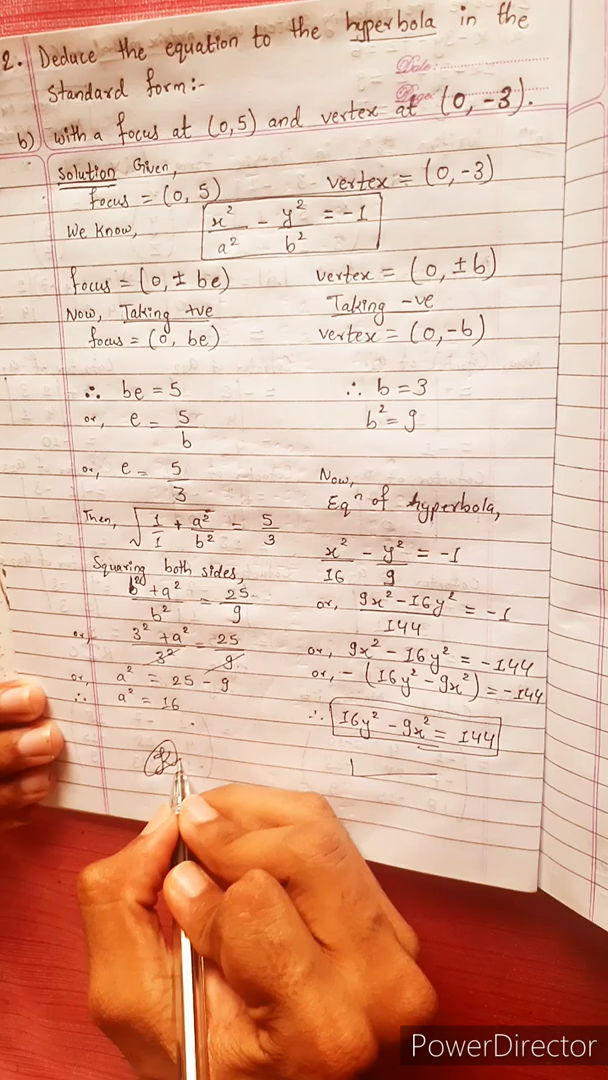 2. Deduce the equation to the hyperbola in the
Standard form:-
Date:
Page:
b) with a focus at (0,5) and vertex at (0, -3).
Solution Given,
focus = (0, 5)
vertex = (0, -3)
We know,
x²/a² - y²/b² = -1
focus = (0, ± be)
vertex = (0, ± b)
Now, Taking +ve
focus = (0, be)
Taking -ve
vertex = (0, -b)
∴ be = 5
or, e = 5/b
or, e = 5/3
Then, √(1/1 + a²/b²) = 5/3
Squaring both sides,
(b² + a²)/b² = 25/9
or, (3² + a²)/3² = 25/9
or, a² = 25 - 9
∴ a² = 16
∴ b = 3
b² = 9
Now,
Eqⁿ of hyperbola,
x²/16 - y²/9 = -1
or, (9x² - 16y²)/144 = -1
or, 9x² - 16y² = -144
or, - (16y² - 9x²) = -144
∴ 16y² - 9x² = 144
PowerDirector